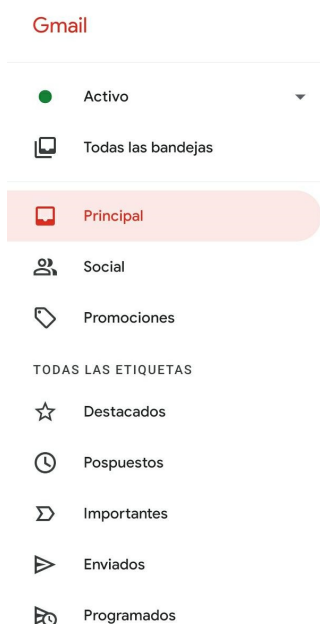 Gmail
Activo
Todas las bandejas
Principal
Social
Promociones
TODAS LAS ETIQUETAS
Destacados
Pospuestos
Importantes
Enviados
Programados